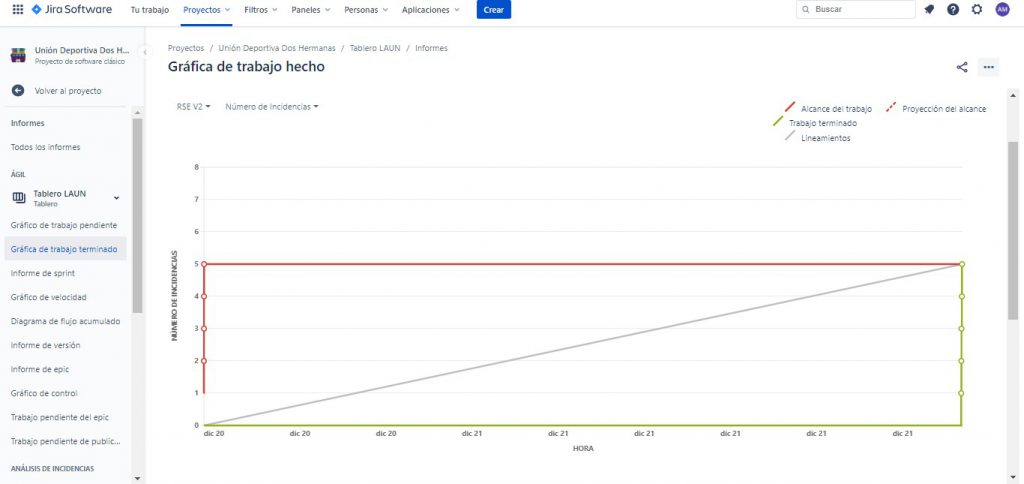 Jira Software
Tu trabajo
Proyectos
Filtros
Paneles
Personas
Aplicaciones
Crear
Buscar
AM
Unión Deportiva Dos H...
Proyecto de software clásico
Volver al proyecto
Informes
Todos los informes
ÁGIL
Tablero LAUN
Tablero
Gráfico de trabajo pendiente
Gráfica de trabajo terminado
Informe de sprint
Gráfico de velocidad
Diagrama de flujo acumulado
Informe de versión
Informe de epic
Gráfico de control
Trabajo pendiente del epic
Trabajo pendiente de public...
ANÁLISIS DE INCIDENCIAS
Proyectos / Unión Deportiva Dos Hermanas / Tablero LAUN / Informes
Gráfica de trabajo hecho
RSE V2
Número de Incidencias
Alcance del trabajo
Proyección del alcance
Trabajo terminado
Lineamientos
NÚMERO DE INCIDENCIAS
8
7
6
5
4
3
2
1
0
dic 20
dic 20
dic 20
dic 21
dic 21
dic 21
dic 21
dic 21
dic 21
HORA